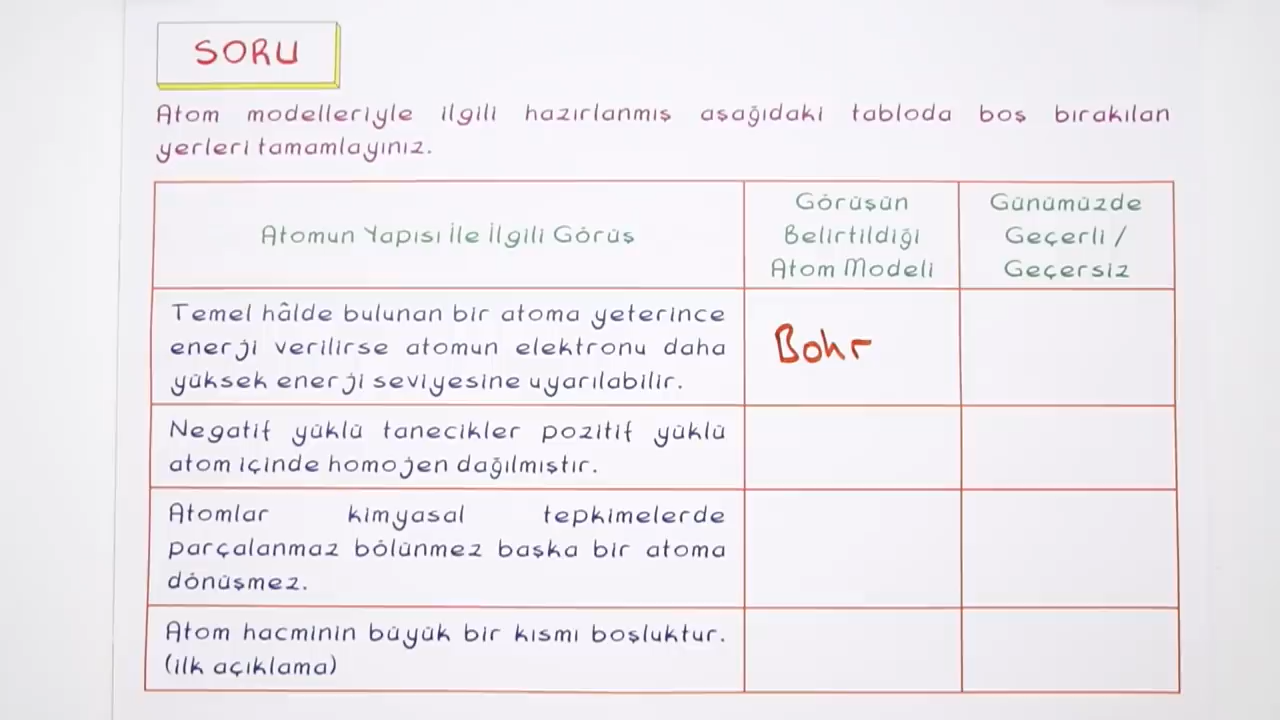 SORU
Atom modelleriyle ilgili hazırlanmış aşağıdaki tabloda boş bırakılan
yerleri tamamlayınız.
Atomun Yapısı İle İlgili Görüş
Görüşün
Belirtildiği
Atom Modeli
Günümüzde
Geçerli /
Geçersiz
Temel hâlde bulunan bir atoma yeterince
enerji verilirse atomun elektronu daha
yüksek enerji seviyesine uyarılabilir.
Bohr
Negatif yüklü tanecikler pozitif yüklü
atom içinde homojen dağılmıştır.
Atomlar kimyasal tepkimelerde
parçalanmaz bölünmez başka bir atoma
dönüşmez.
Atom hacminin büyük bir kısmı boşluktur.
(ilk açıklama)